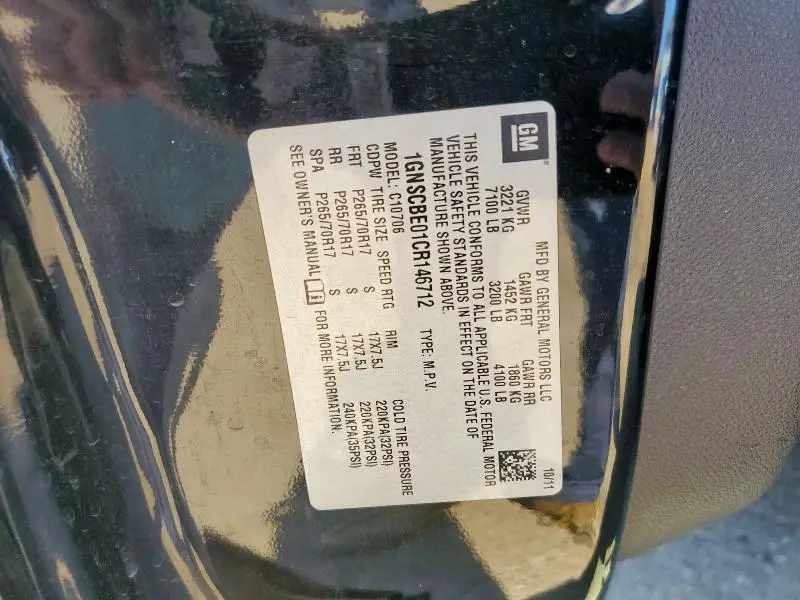 GM
MFD BY GENERAL MOTORS LLC 10/11
GVWR GAWR FRT GAWR RR
3221 KG 1452 KG 1860 KG
7100 LB 3200 LB 4100 LB
THIS VEHICLE CONFORMS TO ALL APPLICABLE U.S. FEDERAL MOTOR
VEHICLE SAFETY STANDARDS IN EFFECT ON THE DATE OF
MANUFACTURE SHOWN ABOVE.
1GNSCBE01CR146712 TYPE: M.P.V.
MODEL: C10706
CDPW TIRE SIZE SPEED RTG RIM COLD TIRE PRESSURE
FRT P265/70R17 S 17X7.5J 220KPA(32PSI)
RR P265/70R17 S 17X7.5J 220KPA(32PSI)
SPA P265/70R17 S 17X7.5J 240KPA(35PSI)
SEE OWNER'S MANUAL i FOR MORE INFORMATION.